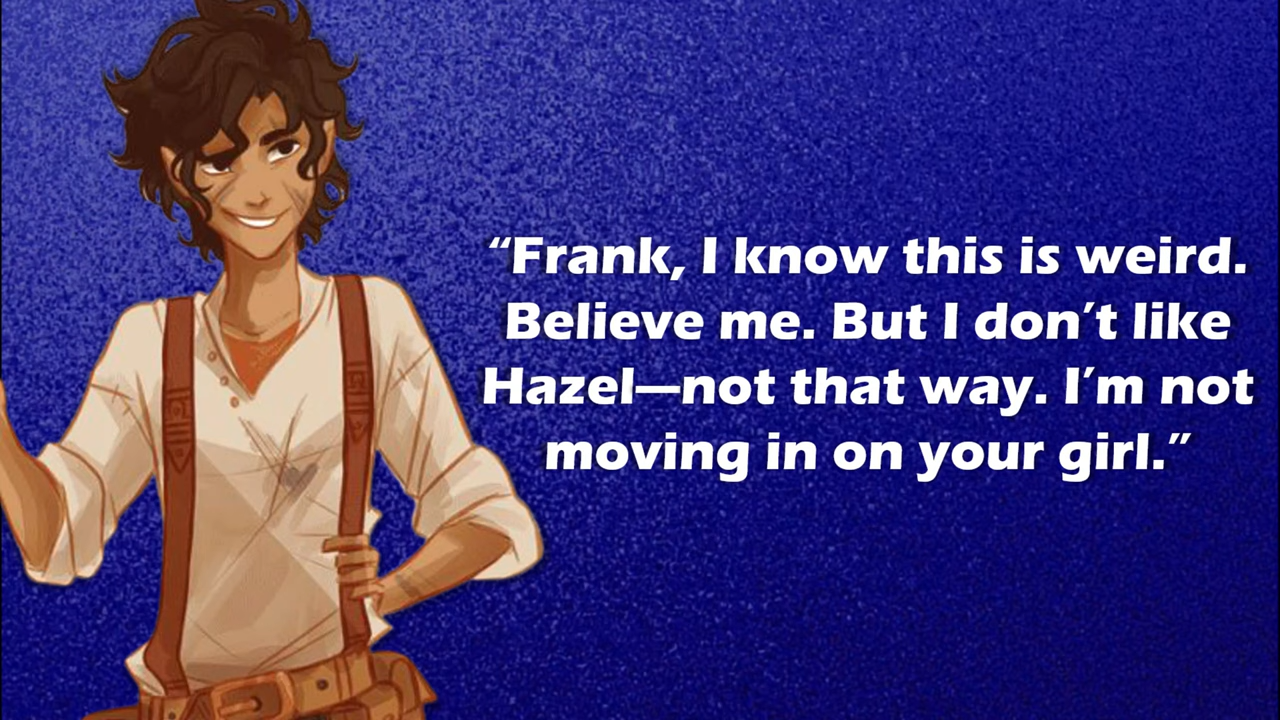 “Frank, I know this is weird.
Believe me. But I don’t like
Hazel—not that way. I’m not
moving in on your girl.”